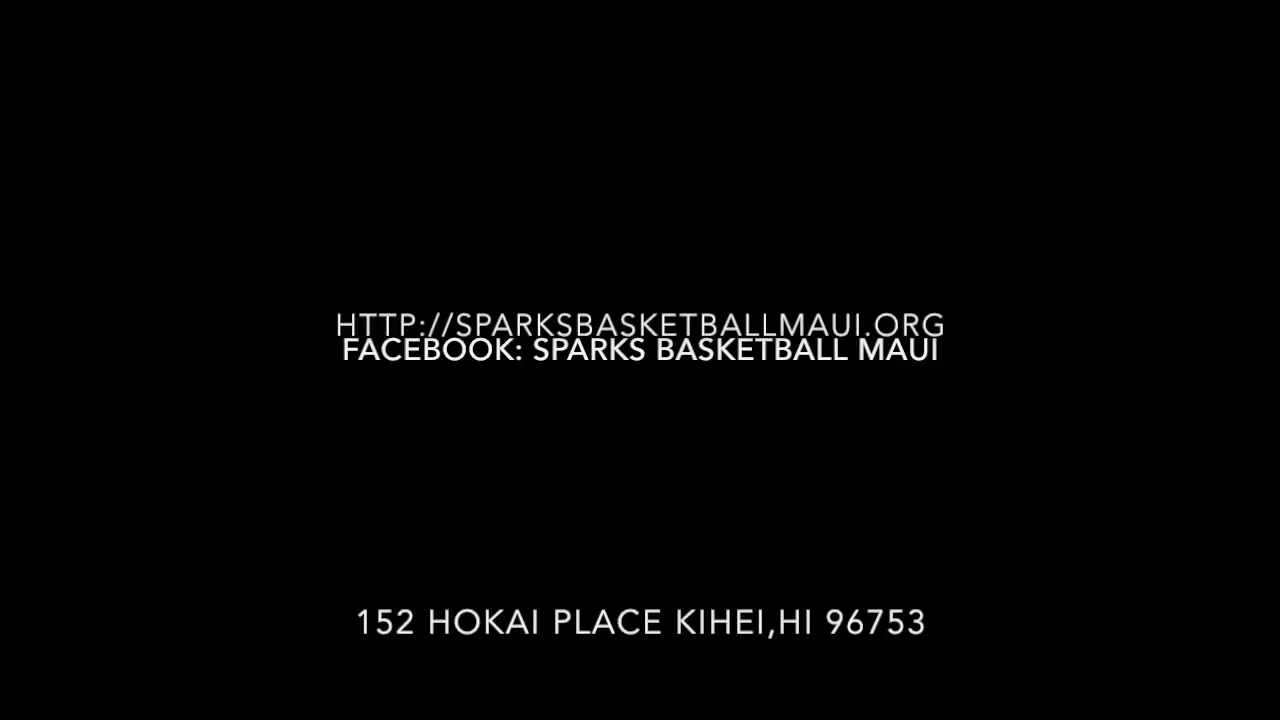 HTTP://SPARKSBASKETBALLMAUI.ORG
FACEBOOK: SPARKS BASKETBALL MAUI
152 HOKAI PLACE KIHEI,HI 96753